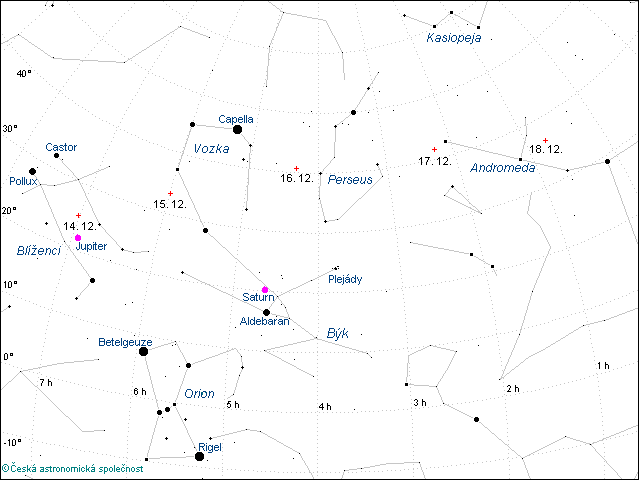 Kasiopeja
40°
Capella
30°
Castor
Vozka
17. 12.
18. 12.
Andromeda
Pollux
16. 12.
Perseus
15. 12.
20°
14. 12.
Blíženci
Jupiter
Plejády
10°
Saturn
Aldebaran
Býk
Betelgeuze
0°
1 h
7 h
6 h
Orion
2 h
5 h
4 h
3 h
-10°
Rigel
©Česká astronomická společnost